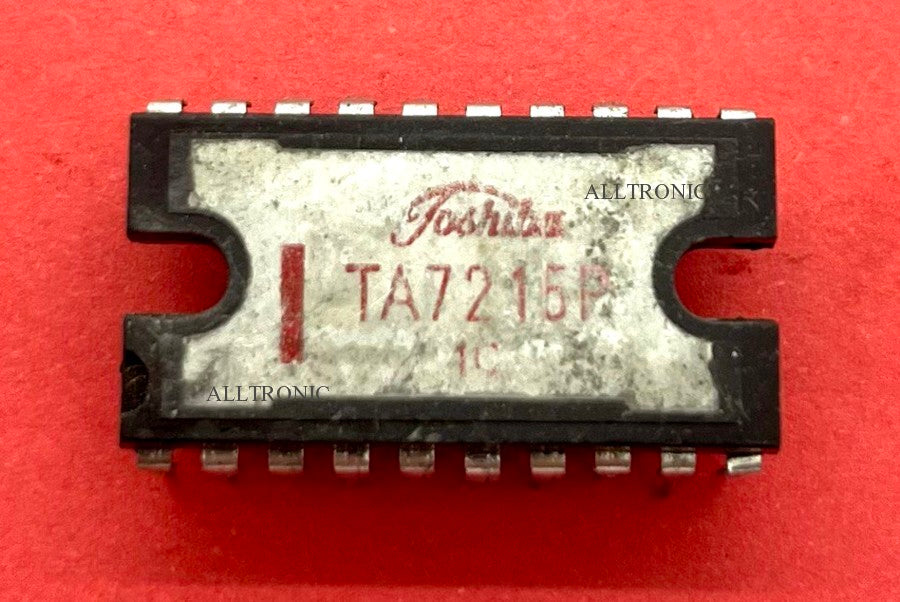 ALLTRONIC
Toshiba
TA7215P
1C
ALLTRONIC